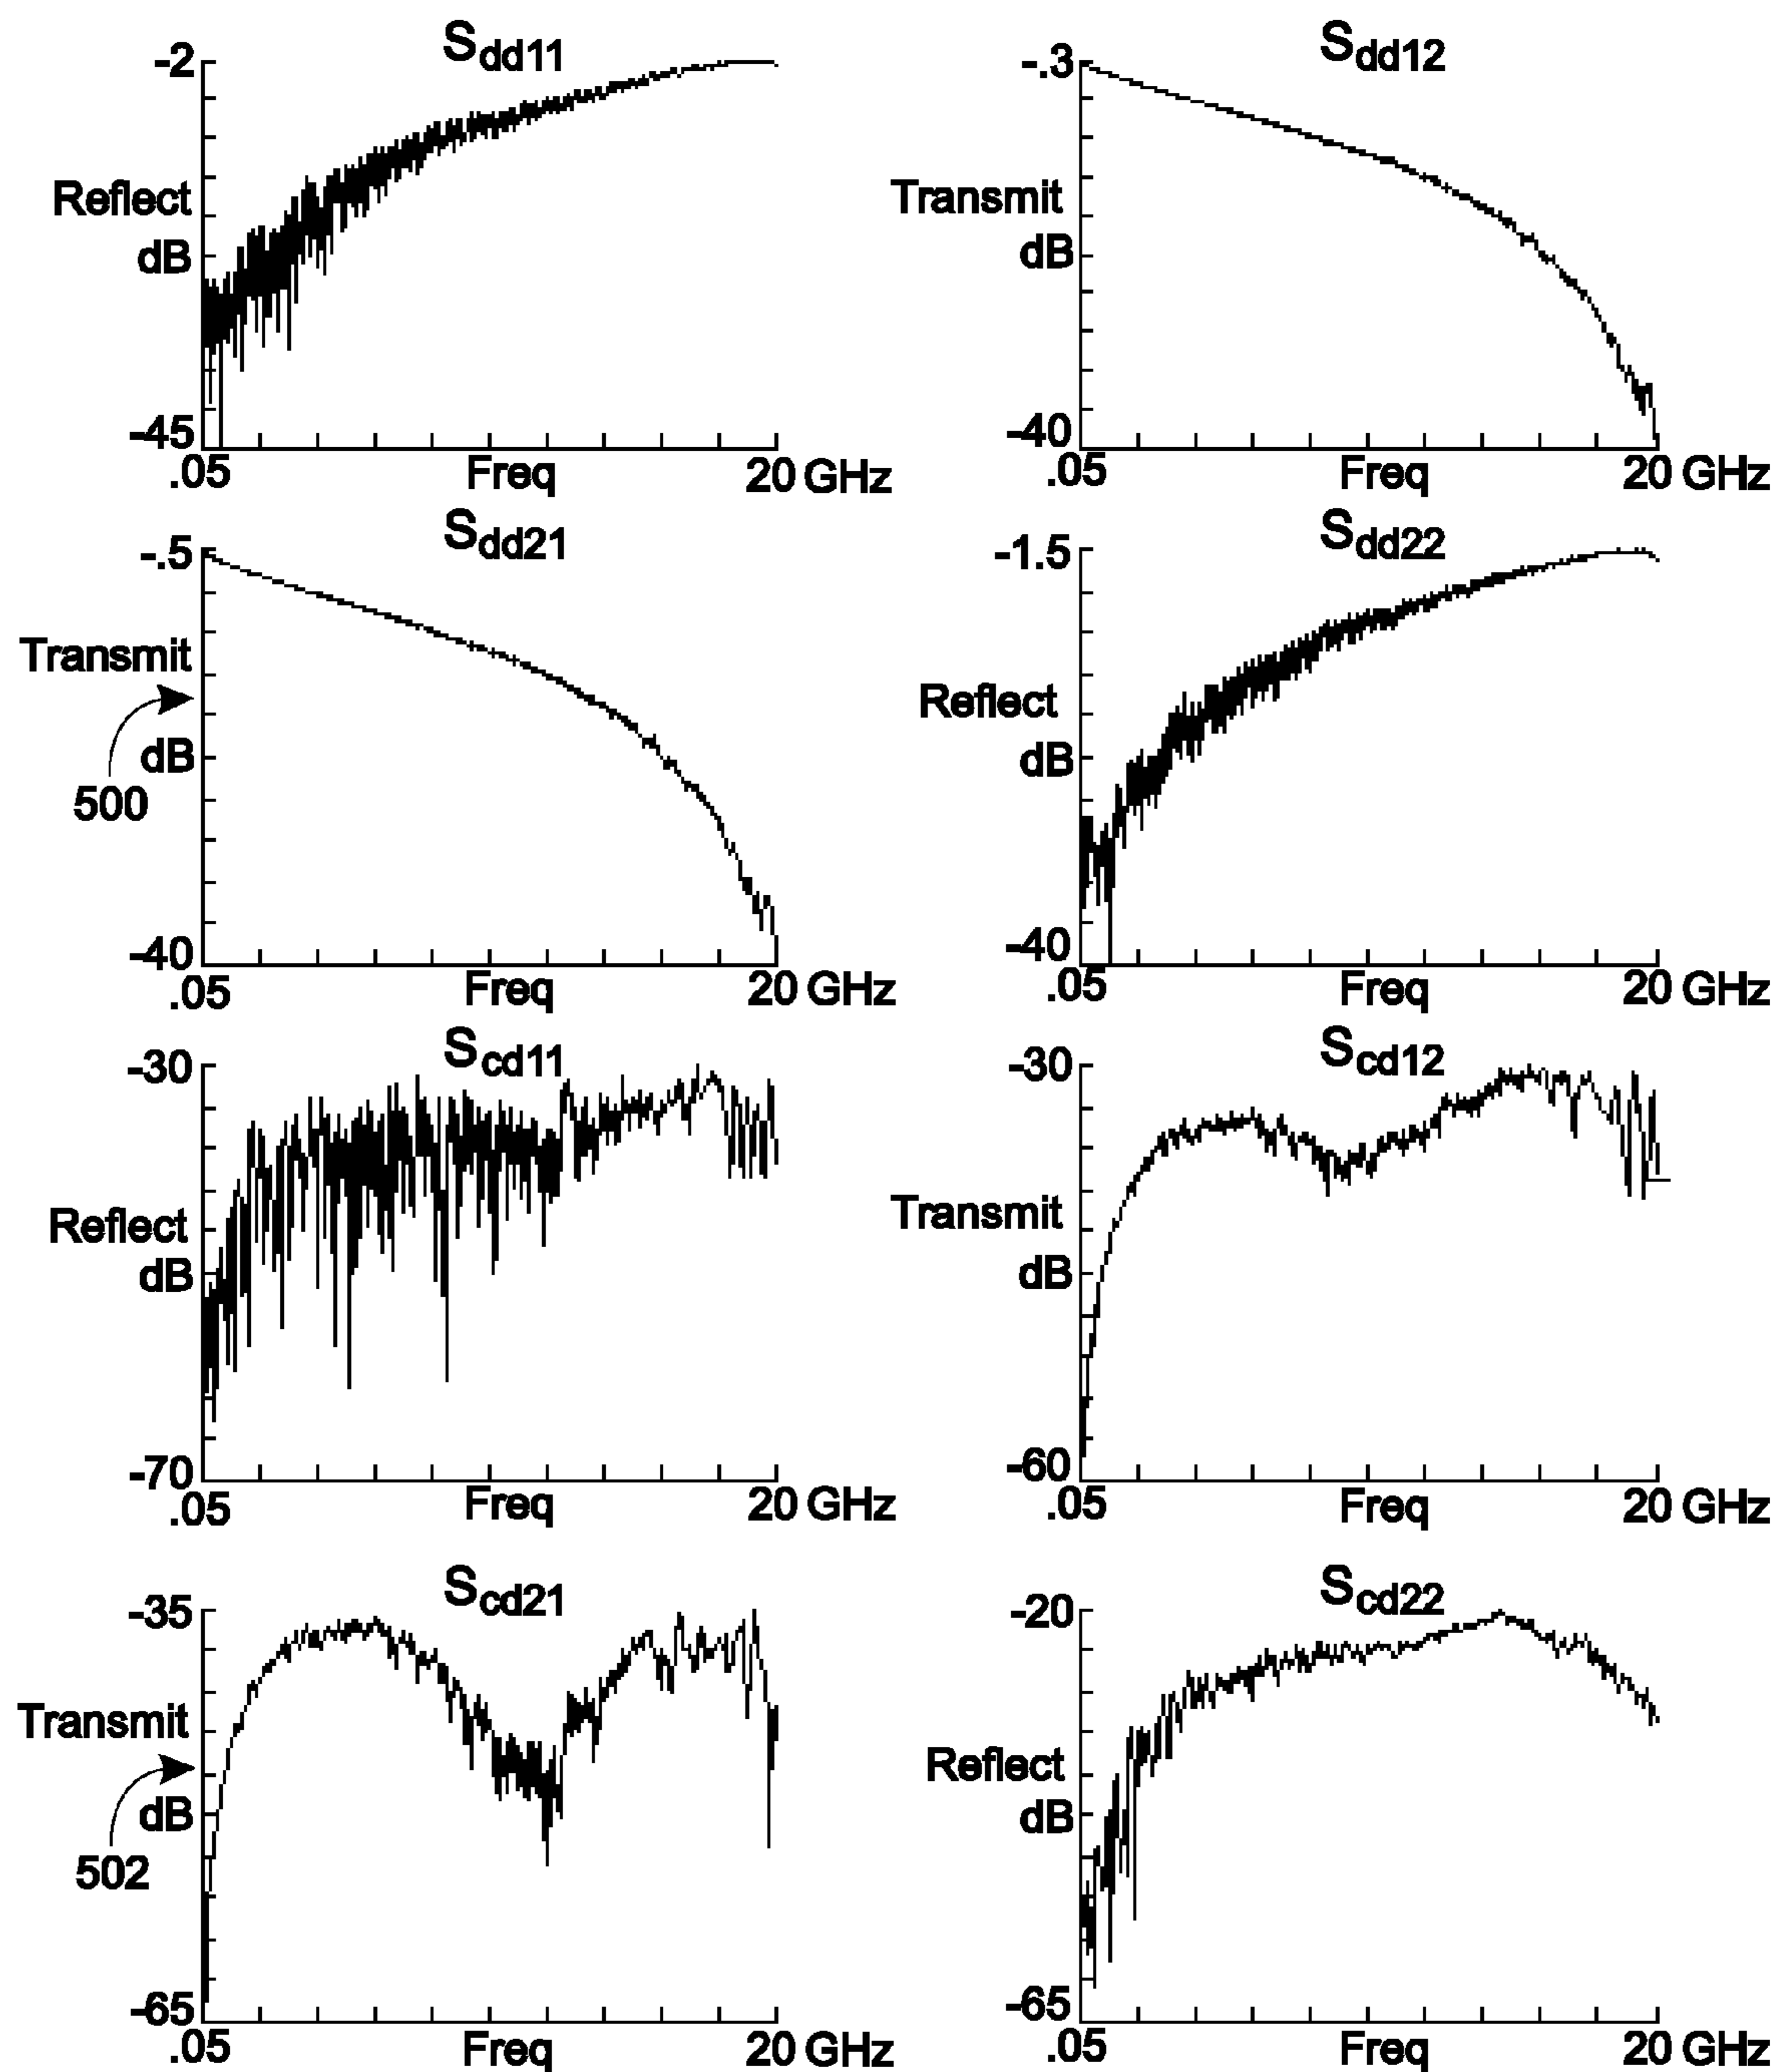 Sdd11
-2
Reflect
dB
-45
.05
Freq
20 GHz
Sdd12
-.3
Transmit
dB
-40
.05
Freq
20 GHz
Sdd21
-.5
Transmit
dB
500
-40
.05
Freq
20 GHz
Sdd22
-1.5
Reflect
dB
-40
.05
Freq
20 GHz
Scd11
-30
Reflect
dB
-70
.05
Freq
20 GHz
Scd12
-30
Transmit
dB
-60
.05
Freq
20 GHz
Scd21
-35
Transmit
dB
502
-65
.05
Freq
20 GHz
Scd22
-20
Reflect
dB
-65
.05
Freq
20 GHz